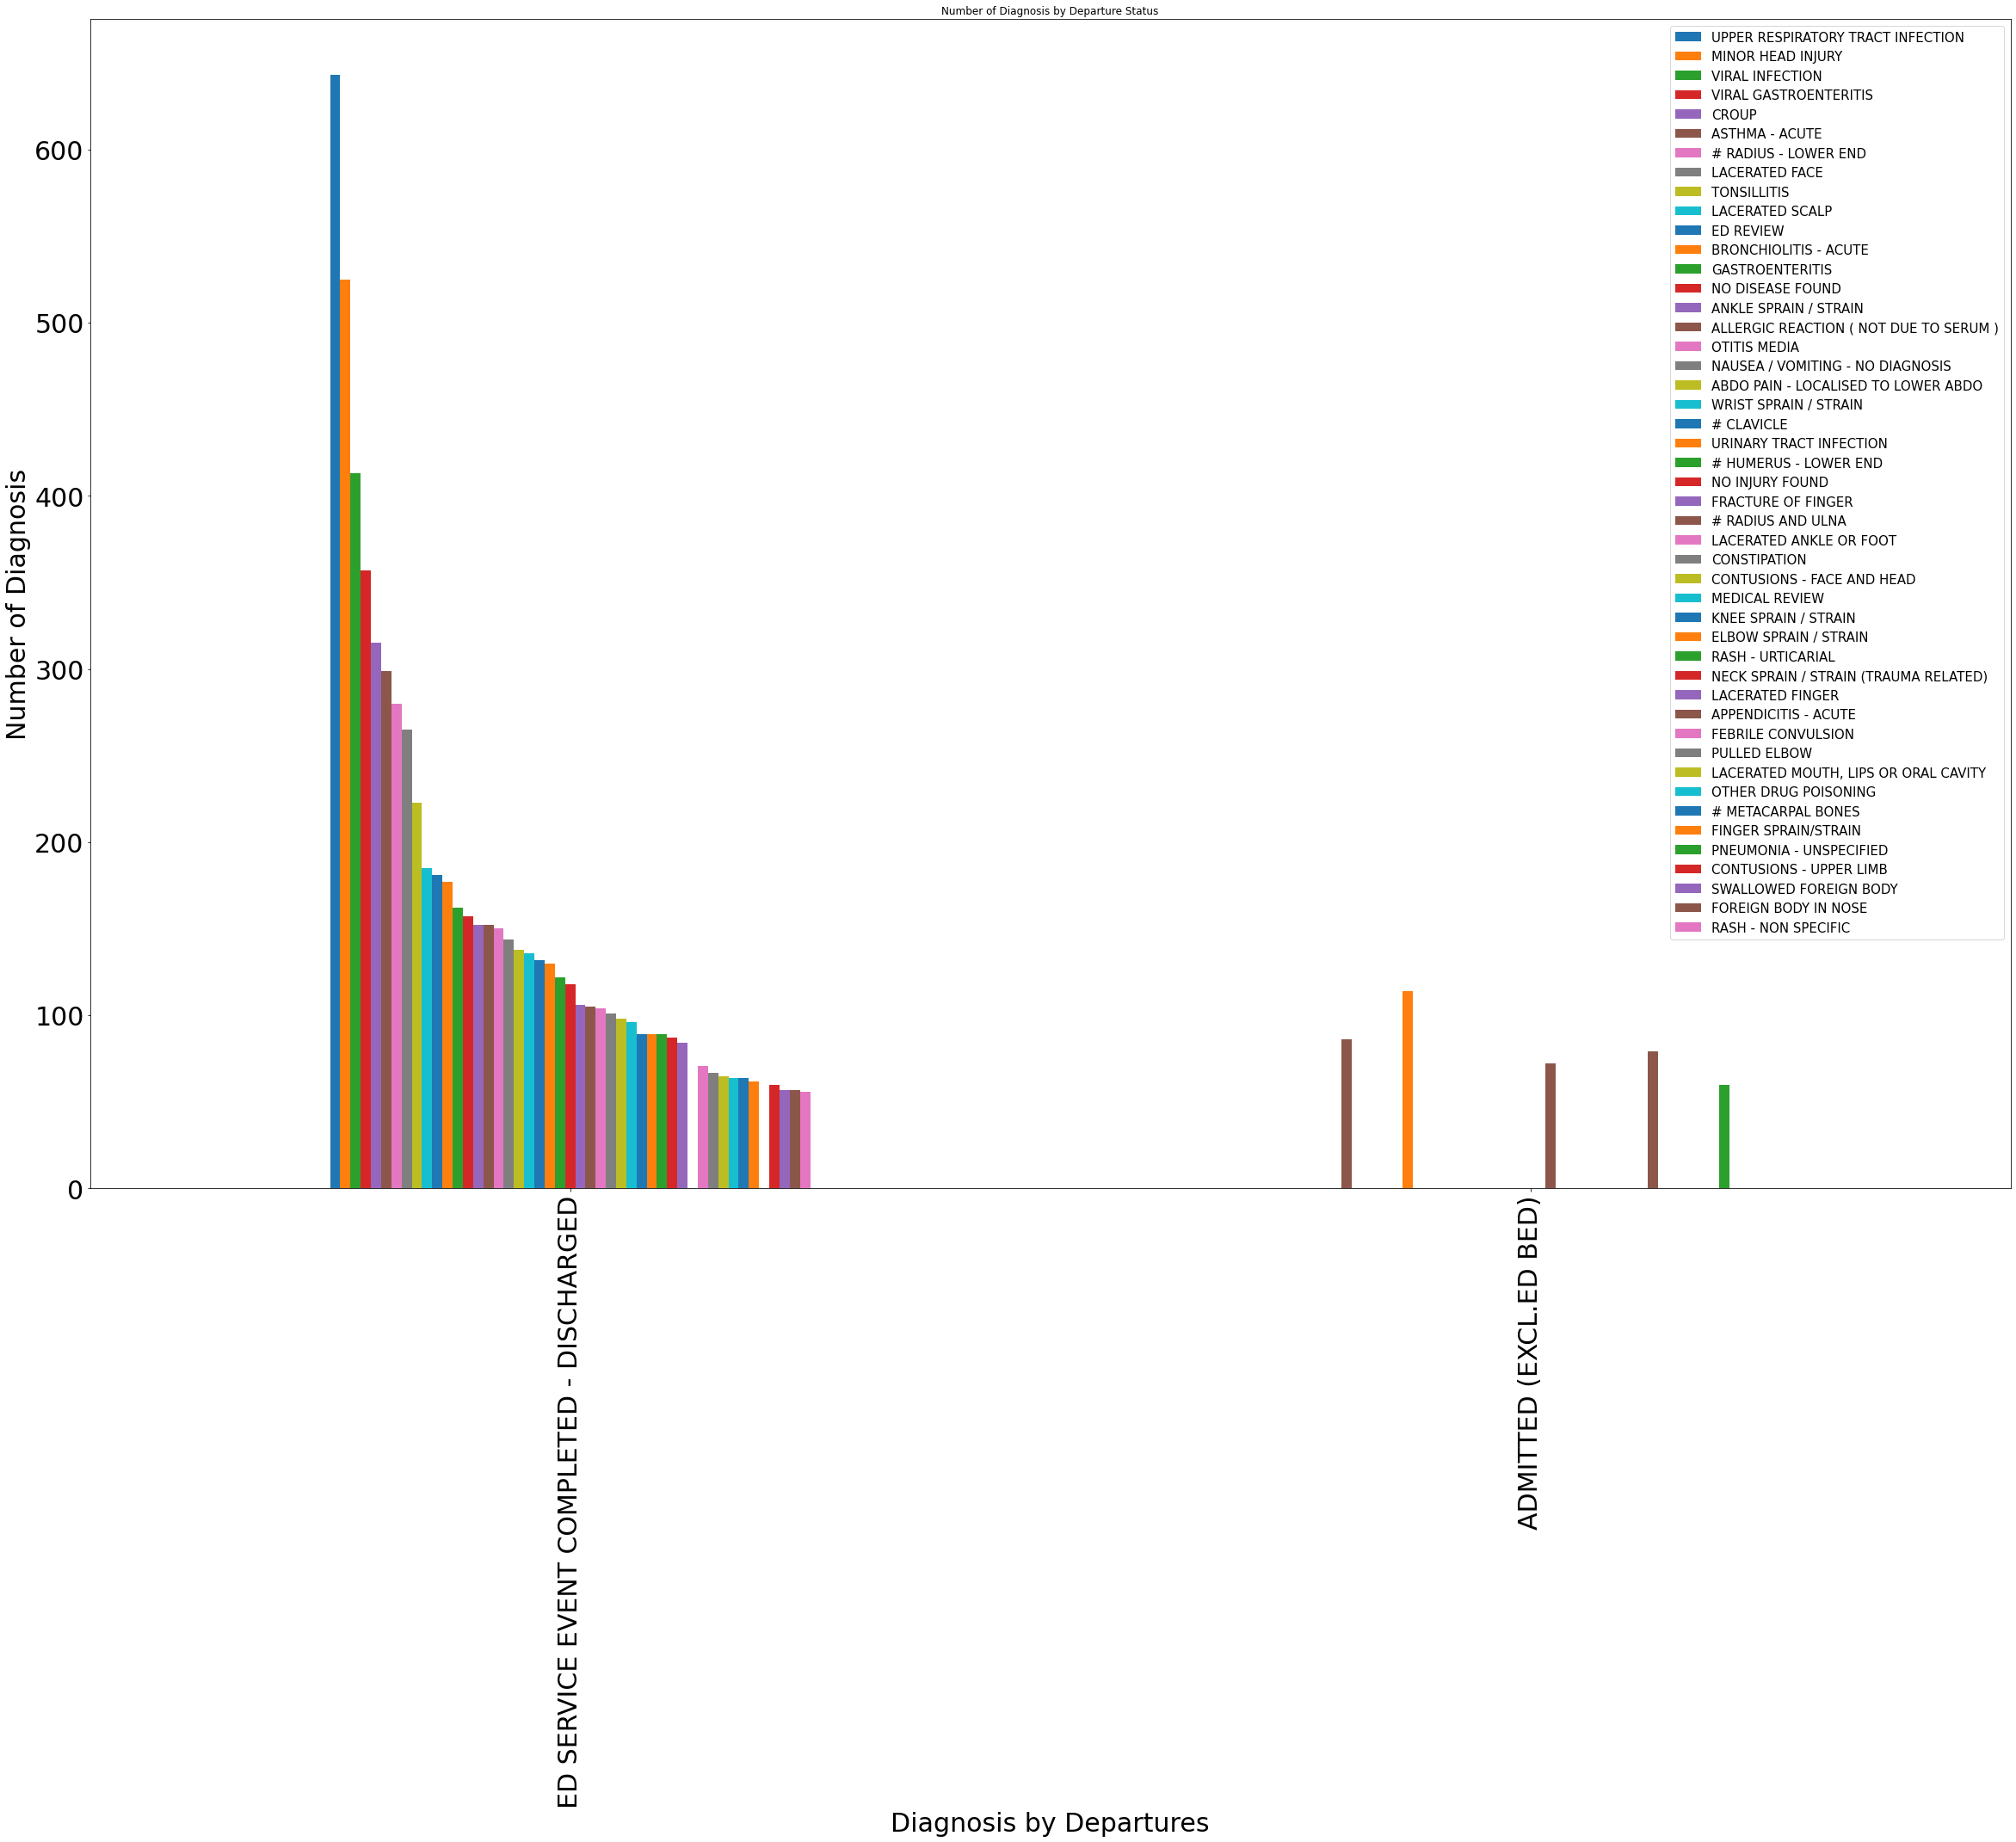 Number of Diagnosis by Departure Status
UPPER RESPIRATORY TRACT INFECTION
MINOR HEAD INJURY
VIRAL INFECTION
VIRAL GASTROENTERITIS
CROUP
ASTHMA - ACUTE
# RADIUS - LOWER END
LACERATED FACE
TONSILLITIS
LACERATED SCALP
ED REVIEW
BRONCHIOLITIS - ACUTE
GASTROENTERITIS
NO DISEASE FOUND
ANKLE SPRAIN / STRAIN
ALLERGIC REACTION ( NOT DUE TO SERUM )
OTITIS MEDIA
NAUSEA / VOMITING - NO DIAGNOSIS
ABDO PAIN - LOCALISED TO LOWER ABDO
WRIST SPRAIN / STRAIN
# CLAVICLE
URINARY TRACT INFECTION
# HUMERUS - LOWER END
NO INJURY FOUND
FRACTURE OF FINGER
# RADIUS AND ULNA
LACERATED ANKLE OR FOOT
CONSTIPATION
CONTUSIONS - FACE AND HEAD
MEDICAL REVIEW
KNEE SPRAIN / STRAIN
ELBOW SPRAIN / STRAIN
RASH - URTICARIAL
NECK SPRAIN / STRAIN (TRAUMA RELATED)
LACERATED FINGER
APPENDICITIS - ACUTE
FEBRILE CONVULSION
PULLED ELBOW
LACERATED MOUTH, LIPS OR ORAL CAVITY
OTHER DRUG POISONING
# METACARPAL BONES
FINGER SPRAIN/STRAIN
PNEUMONIA - UNSPECIFIED
CONTUSIONS - UPPER LIMB
SWALLOWED FOREIGN BODY
FOREIGN BODY IN NOSE
RASH - NON SPECIFIC
Number of Diagnosis
600
500
400
300
200
100
0
ED SERVICE EVENT COMPLETED - DISCHARGED
ADMITTED (EXCL.ED BED)
Diagnosis by Departures